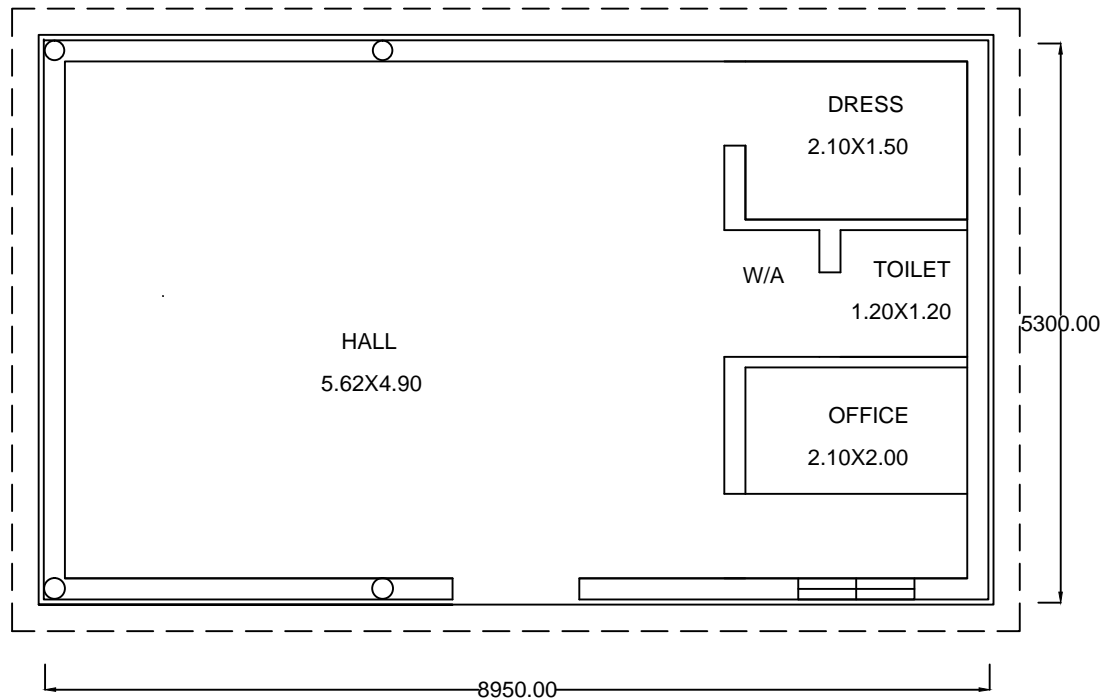 DRESS
2.10X1.50
W/A
TOILET
1.20X1.20
5300.00
HALL
5.62X4.90
OFFICE
2.10X2.00
8950.00